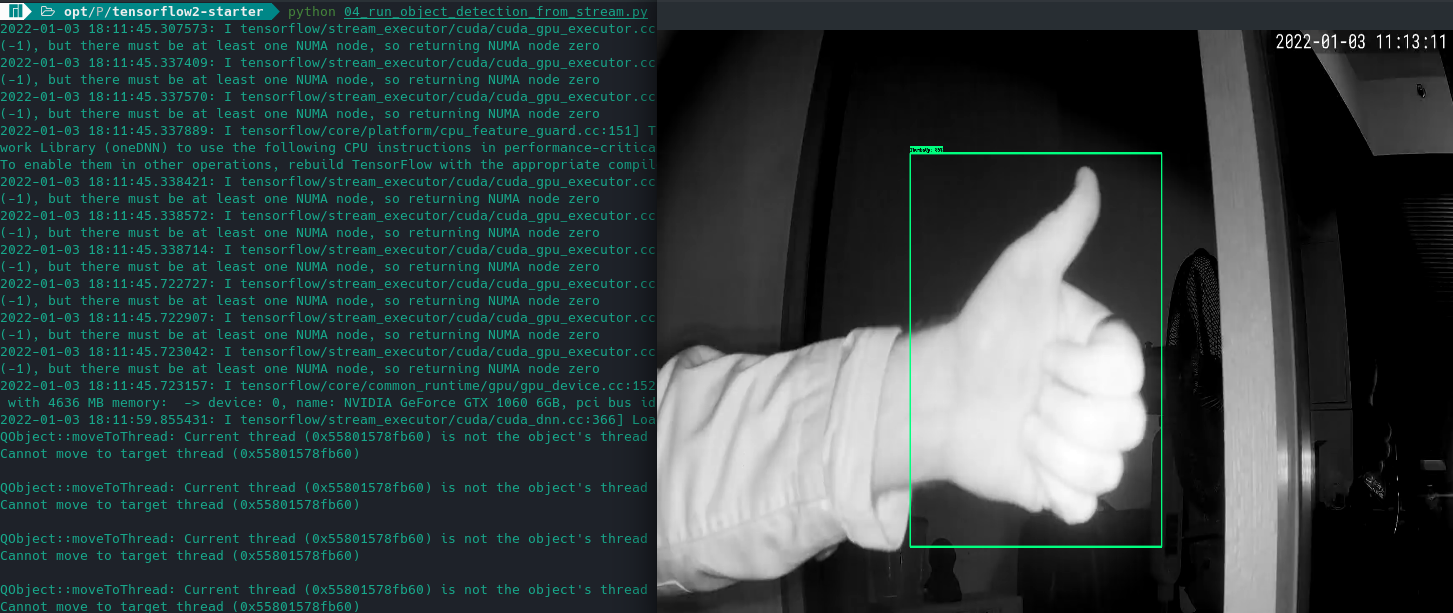 opt/P/tensorflow2-starter python 04_run_object_detection_from_stream.py
2022-01-03 18:11:45.307573: I tensorflow/stream_executor/cuda/cuda_gpu_executor.cc
(-1), but there must be at least one NUMA node, so returning NUMA node zero
2022-01-03 18:11:45.337409: I tensorflow/stream_executor/cuda/cuda_gpu_executor.cc
(-1), but there must be at least one NUMA node, so returning NUMA node zero
2022-01-03 18:11:45.337570: I tensorflow/stream_executor/cuda/cuda_gpu_executor.cc
(-1), but there must be at least one NUMA node, so returning NUMA node zero
2022-01-03 18:11:45.337889: I tensorflow/core/platform/cpu_feature_guard.cc:151] T
work Library (oneDNN) to use the following CPU instructions in performance-critica
To enable them in other operations, rebuild TensorFlow with the appropriate compil
2022-01-03 18:11:45.338421: I tensorflow/stream_executor/cuda/cuda_gpu_executor.cc
(-1), but there must be at least one NUMA node, so returning NUMA node zero
2022-01-03 18:11:45.338572: I tensorflow/stream_executor/cuda/cuda_gpu_executor.cc
(-1), but there must be at least one NUMA node, so returning NUMA node zero
2022-01-03 18:11:45.338714: I tensorflow/stream_executor/cuda/cuda_gpu_executor.cc
(-1), but there must be at least one NUMA node, so returning NUMA node zero
2022-01-03 18:11:45.722727: I tensorflow/stream_executor/cuda/cuda_gpu_executor.cc
(-1), but there must be at least one NUMA node, so returning NUMA node zero
2022-01-03 18:11:45.722907: I tensorflow/stream_executor/cuda/cuda_gpu_executor.cc
(-1), but there must be at least one NUMA node, so returning NUMA node zero
2022-01-03 18:11:45.723042: I tensorflow/stream_executor/cuda/cuda_gpu_executor.cc
(-1), but there must be at least one NUMA node, so returning NUMA node zero
2022-01-03 18:11:45.723157: I tensorflow/core/common_runtime/gpu/gpu_device.cc:152
with 4636 MB memory:  -> device: 0, name: NVIDIA GeForce GTX 1060 6GB, pci bus id
2022-01-03 18:11:59.855431: I tensorflow/stream_executor/cuda/cuda_dnn.cc:366] Loa
QObject::moveToThread: Current thread (0x55801578fb60) is not the object's thread
Cannot move to target thread (0x55801578fb60)
QObject::moveToThread: Current thread (0x55801578fb60) is not the object's thread
Cannot move to target thread (0x55801578fb60)
QObject::moveToThread: Current thread (0x55801578fb60) is not the object's thread
Cannot move to target thread (0x55801578fb60)
QObject::moveToThread: Current thread (0x55801578fb60) is not the object's thread
Cannot move to target thread (0x55801578fb60)
2022-01-03 11:13:11